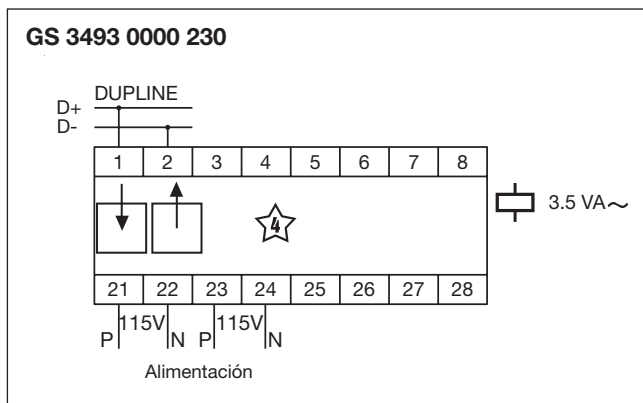 GS 3493 0000 230
DUPLINE
D+
D-
1 2 3 4 5 6 7 8
4
3.5 VA~
21 22 23 24 25 26 27 28
P 115V N P 115V N
Alimentación